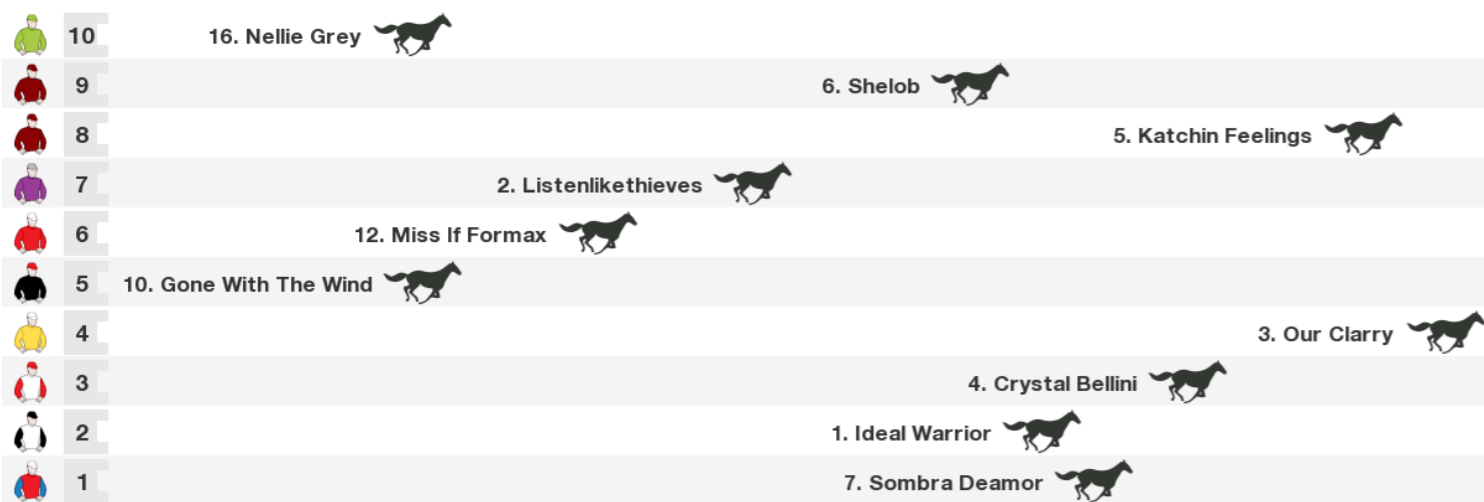 10 16. Nellie Grey
9 6. Shelob
8 5. Katchin Feelings
7 2. Listenlikethieves
6 12. Miss If Formax
5 10. Gone With The Wind
4 3. Our Clarry
3 4. Crystal Bellini
2 1. Ideal Warrior
1 7. Sombra Deamor